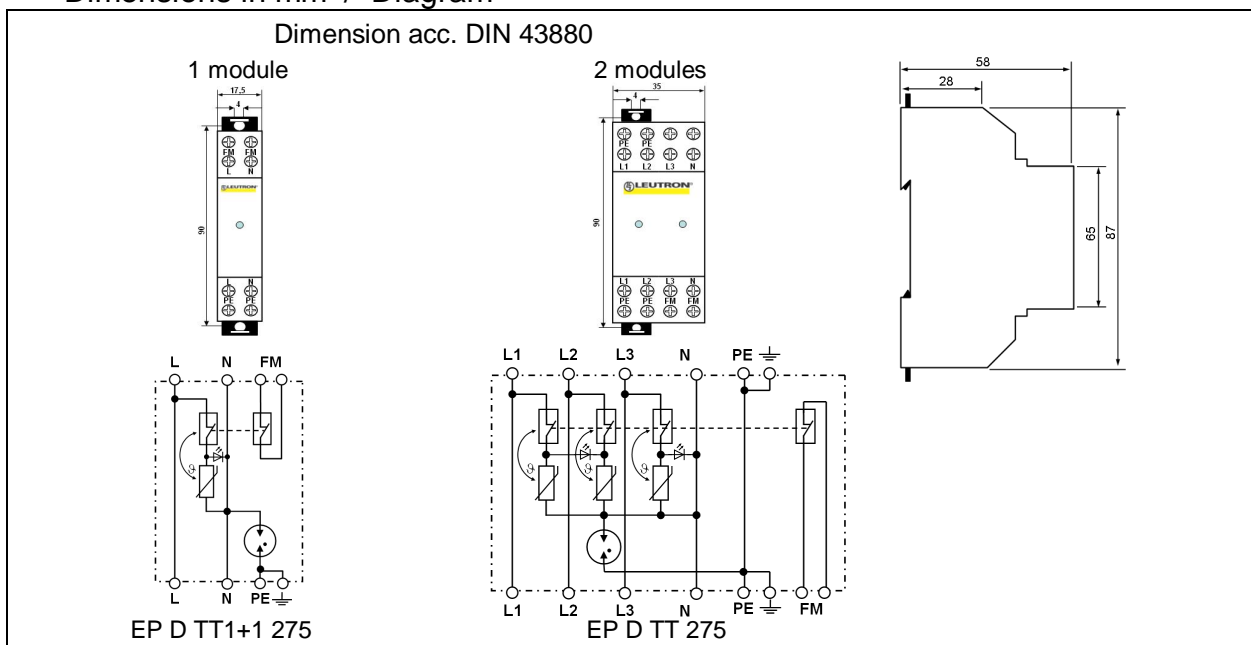 Dimensions in mm / Diagram
Dimension acc. DIN 43880
1 module
2 modules
17,5
4
90
FM FM
L N
LEUTRON®
L N
PE PE
35
4
90
PE PE
L1 L2 L3 N
LEUTRON®
L1 L2 L3 N
PE PE FM FM
58
28
65
87
L N FM
ϑ
L N PE
EP D TT1+1 275
L1 L2 L3 N PE
ϑ ϑ ϑ
L1 L2 L3 N PE FM
EP D TT 275